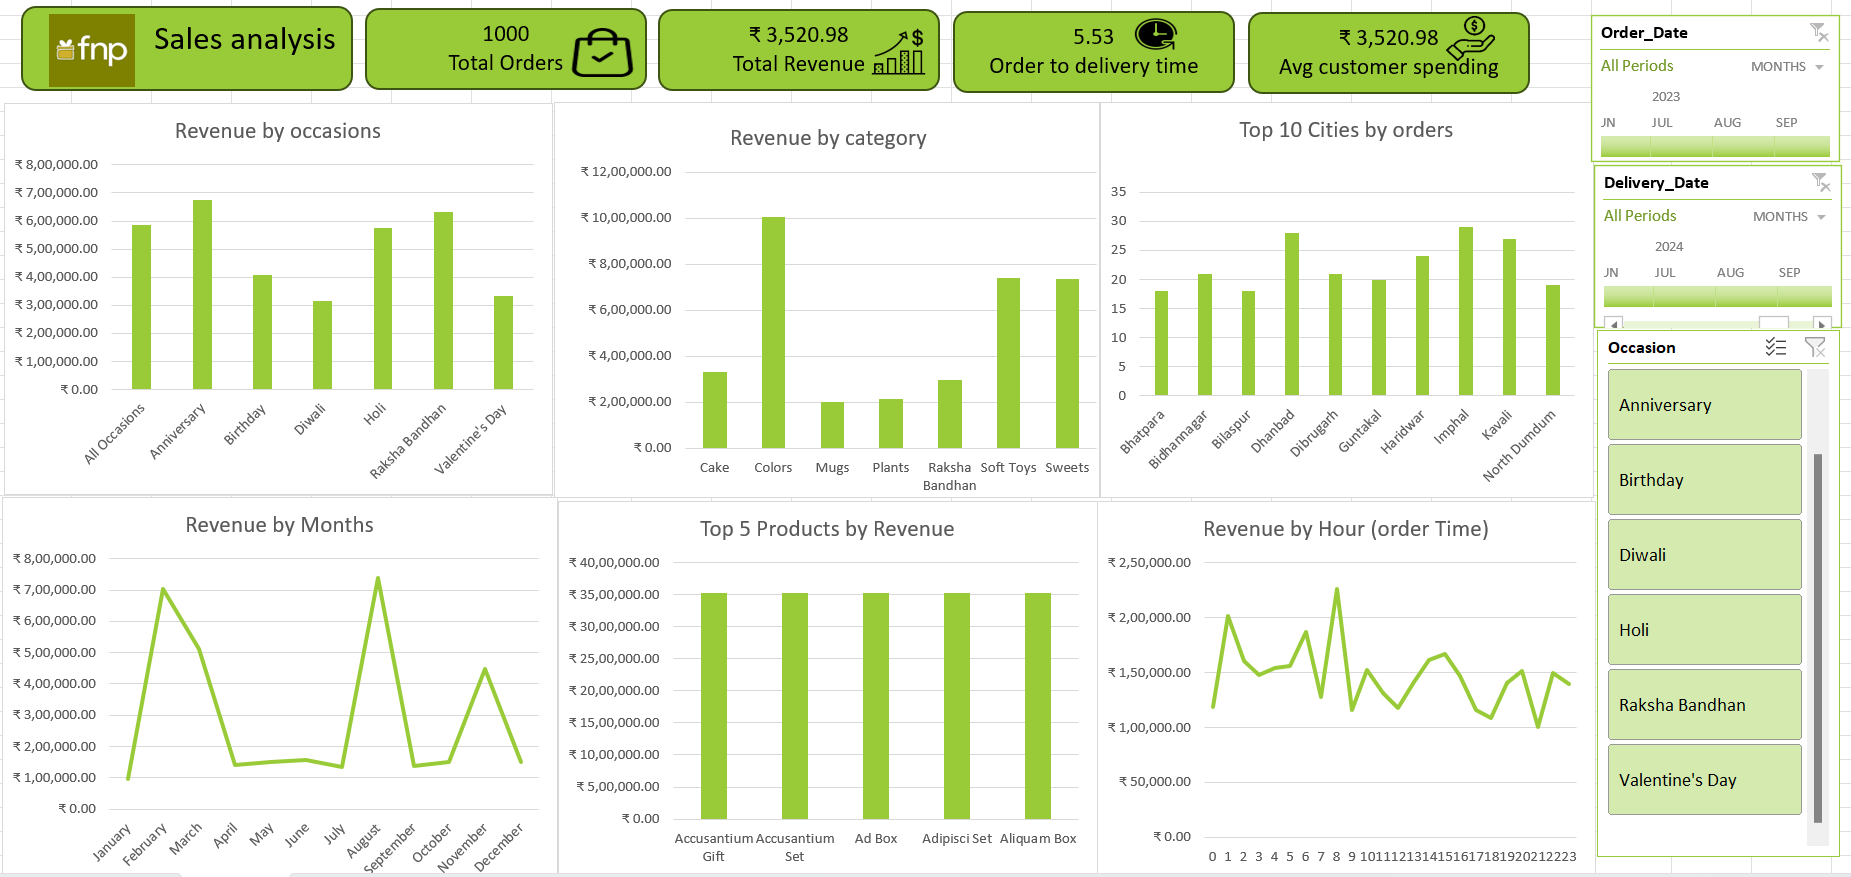 fnp
Sales analysis
1000
Total Orders
₹ 3,520.98
Total Revenue
$
5.53
Order to delivery time
₹ 3,520.98
Avg customer spending
$
Order_Date
All Periods
MONTHS
2023
JN JUL AUG SEP
Delivery_Date
All Periods
MONTHS
2024
JN JUL AUG SEP
Occasion
Anniversary
Birthday
Diwali
Holi
Raksha Bandhan
Valentine's Day
Revenue by occasions
₹ 8,00,000.00
₹ 7,00,000.00
₹ 6,00,000.00
₹ 5,00,000.00
₹ 4,00,000.00
₹ 3,00,000.00
₹ 2,00,000.00
₹ 1,00,000.00
₹ 0.00
All Occasions
Anniversary
Birthday
Diwali
Holi
Raksha Bandhan
Valentine's Day
Revenue by category
₹ 12,00,000.00
₹ 10,00,000.00
₹ 8,00,000.00
₹ 6,00,000.00
₹ 4,00,000.00
₹ 2,00,000.00
₹ 0.00
Cake Colors Mugs Plants Raksha Soft Toys Sweets
Bandhan
Top 10 Cities by orders
35
30
25
20
15
10
5
0
Bhatpara
Bidhannagar
Bilaspur
Dhanbad
Dibrugarh
Guntakal
Haridwar
Imphal
Kavali
North Dumdum
Revenue by Months
₹ 8,00,000.00
₹ 7,00,000.00
₹ 6,00,000.00
₹ 5,00,000.00
₹ 4,00,000.00
₹ 3,00,000.00
₹ 2,00,000.00
₹ 1,00,000.00
₹ 0.00
January
February
March
April
May
June
July
August
September
October
November
December
Top 5 Products by Revenue
₹ 40,00,000.00
₹ 35,00,000.00
₹ 30,00,000.00
₹ 25,00,000.00
₹ 20,00,000.00
₹ 15,00,000.00
₹ 10,00,000.00
₹ 5,00,000.00
₹ 0.00
Accusantium Accusantium Ad Box Adipisci Set Aliquam Box
Gift Set
Revenue by Hour (order Time)
₹ 2,50,000.00
₹ 2,00,000.00
₹ 1,50,000.00
₹ 1,00,000.00
₹ 50,000.00
₹ 0.00
0 1 2 3 4 5 6 7 8 9 10 11 12 13 14 15 16 17 18 19 20 21 22 23